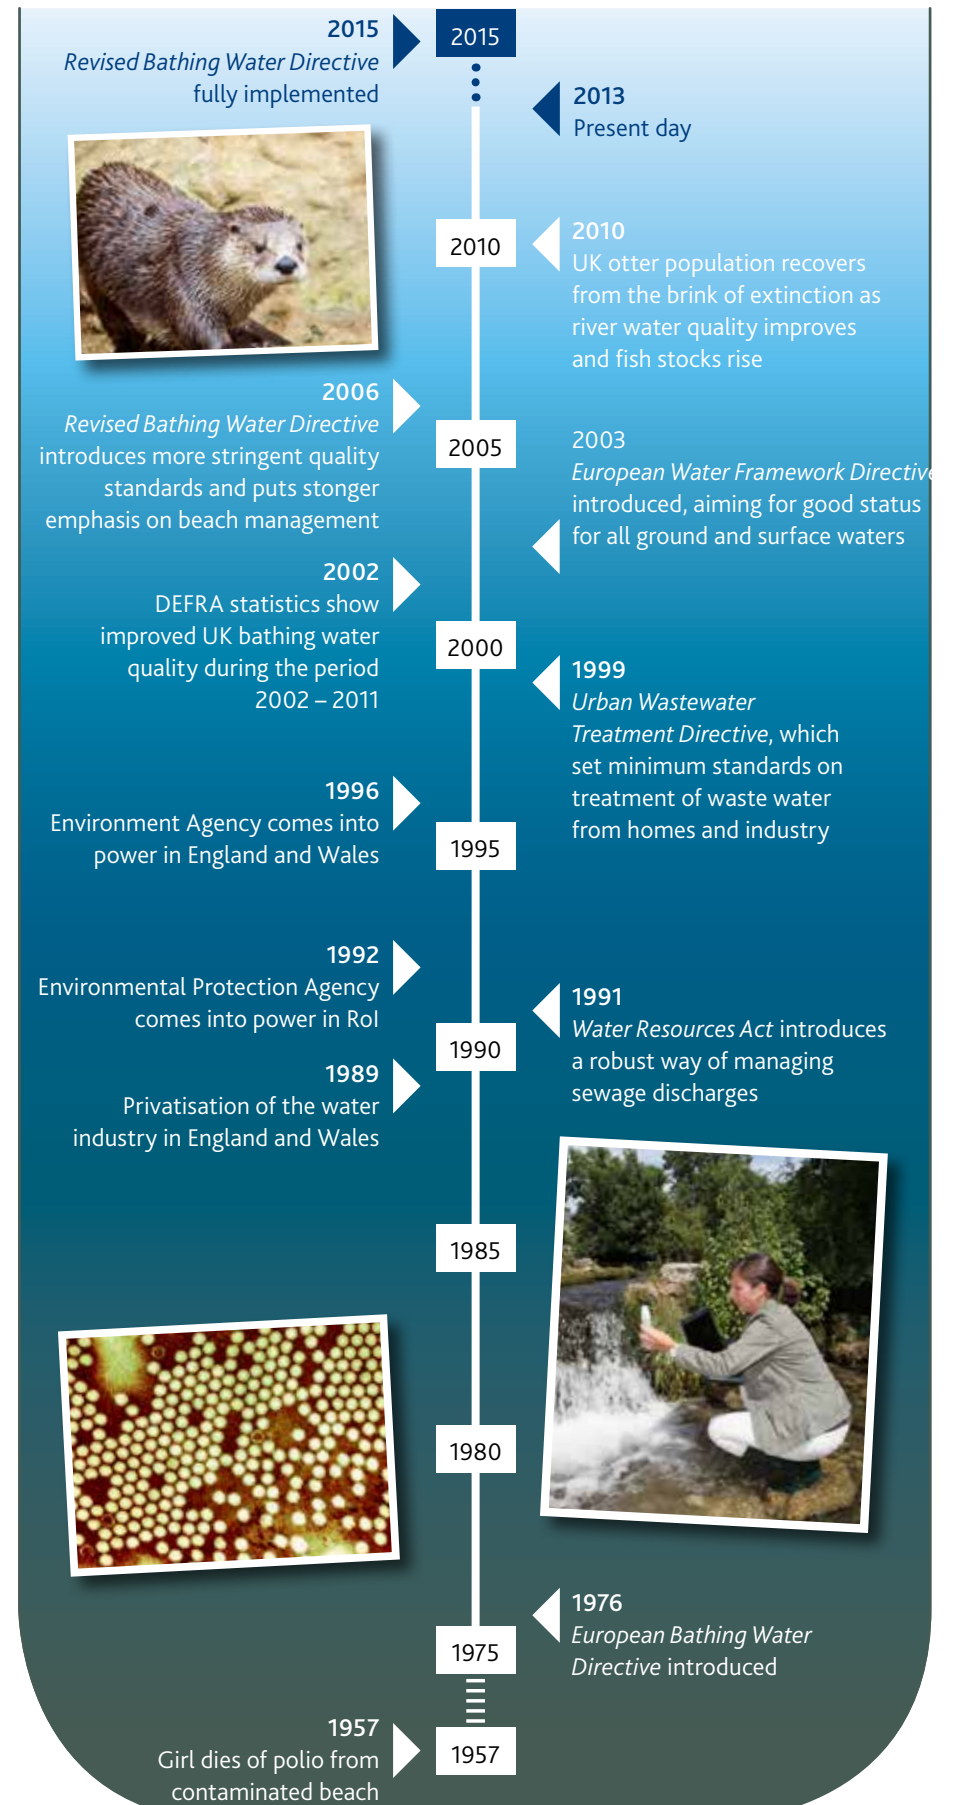 2015
Revised Bathing Water Directive
fully implemented
2015
2013
Present day
2010
2010
UK otter population recovers
from the brink of extinction as
river water quality improves
and fish stocks rise
2006
Revised Bathing Water Directive
introduces more stringent quality
standards and puts stonger
emphasis on beach management
2005
2003
European Water Framework Directive
introduced, aiming for good status
for all ground and surface waters
2002
DEFRA statistics show
improved UK bathing water
quality during the period
2002 – 2011
2000
1999
Urban Wastewater
Treatment Directive, which
set minimum standards on
treatment of waste water
from homes and industry
1996
Environment Agency comes into
power in England and Wales
1995
1992
Environmental Protection Agency
comes into power in RoI
1991
Water Resources Act introduces
a robust way of managing
sewage discharges
1990
1989
Privatisation of the water
industry in England and Wales
1985
1980
1976
European Bathing Water
Directive introduced
1975
1957
Girl dies of polio from
contaminated beach
1957